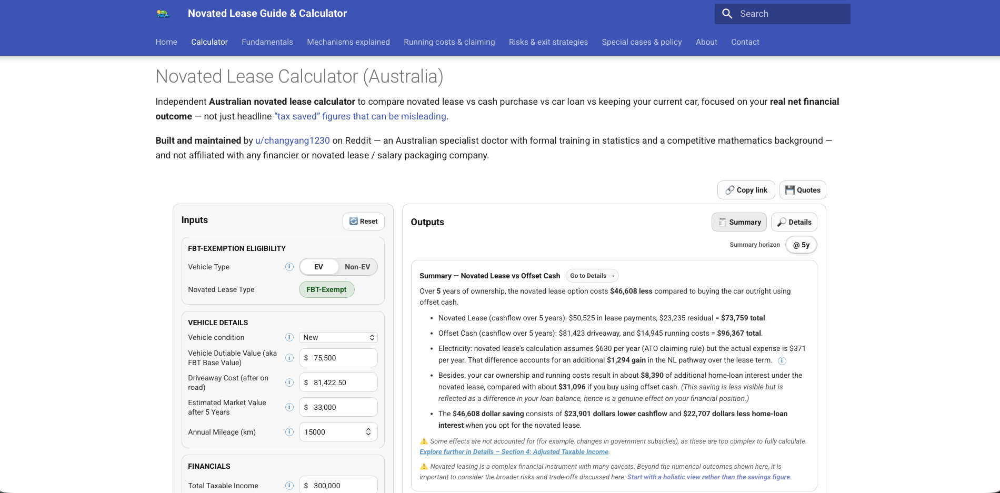 Novated Lease Guide & Calculator
Search
Home Calculator Fundamentals Mechanisms explained Running costs & claiming Risks & exit strategies Special cases & policy About Contact
Novated Lease Calculator (Australia)
Independent Australian novated lease calculator to compare novated lease vs cash purchase vs car loan vs keeping your current car, focused on your real net financial
outcome — not just headline “tax saved” figures that can be misleading.
Built and maintained by u/changyang1230 on Reddit — an Australian specialist doctor with formal training in statistics and a competitive mathematics background —
and not affiliated with any financier or novated lease / salary packaging company.
Copy link Quotes
Inputs
Reset
FBT-EXEMPTION ELIGIBILITY
Vehicle Type i EV Non-EV
Novated Lease Type FBT-Exempt
VEHICLE DETAILS
Vehicle condition i New
Vehicle Dutiable Value (aka
FBT Base Value) i $ 75,500
Driveaway Cost (after on
road) i $ 81,422.50
Estimated Market Value
after 5 Years i $ 33,000
Annual Mileage (km) i 15000
FINANCIALS
Total Taxable Income i $ 300,000
Outputs
Summary Details
Summary horizon @ 5y
Summary — Novated Lease vs Offset Cash Go to Details →
Over 5 years of ownership, the novated lease option costs $46,608 less compared to buying the car outright using
offset cash.
• Novated Lease (cashflow over 5 years): $50,525 in lease payments, $23,235 residual = $73,759 total.
• Offset Cash (cashflow over 5 years): $81,423 driveaway, and $14,945 running costs = $96,367 total.
• Electricity: novated lease's calculation assumes $630 per year (ATO claiming rule) but the actual expense is $371
per year. That difference accounts for an additional $1,294 gain in the NL pathway over the lease term. i
• Besides, your car ownership and running costs result in about $8,390 of additional home-loan interest under the
novated lease, compared with about $31,096 if you buy using offset cash. (This saving is less visible but is
reflected as a difference in your loan balance, hence is a genuine effect on your financial position.)
• The $46,608 dollar saving consists of $23,901 dollars lower cashflow and $22,707 dollars less home-loan
interest when you opt for the novated lease.
⚠️ Some effects are not accounted for (for example, changes in government subsidies), as these are too complex to fully calculate.
Explore further in Details – Section 4: Adjusted Taxable Income.
⚠️ Novated leasing is a complex financial instrument with many caveats. Beyond the numerical outcomes shown here, it is
important to consider the broader risks and trade-offs discussed here: Start with a holistic view rather than the savings figure.